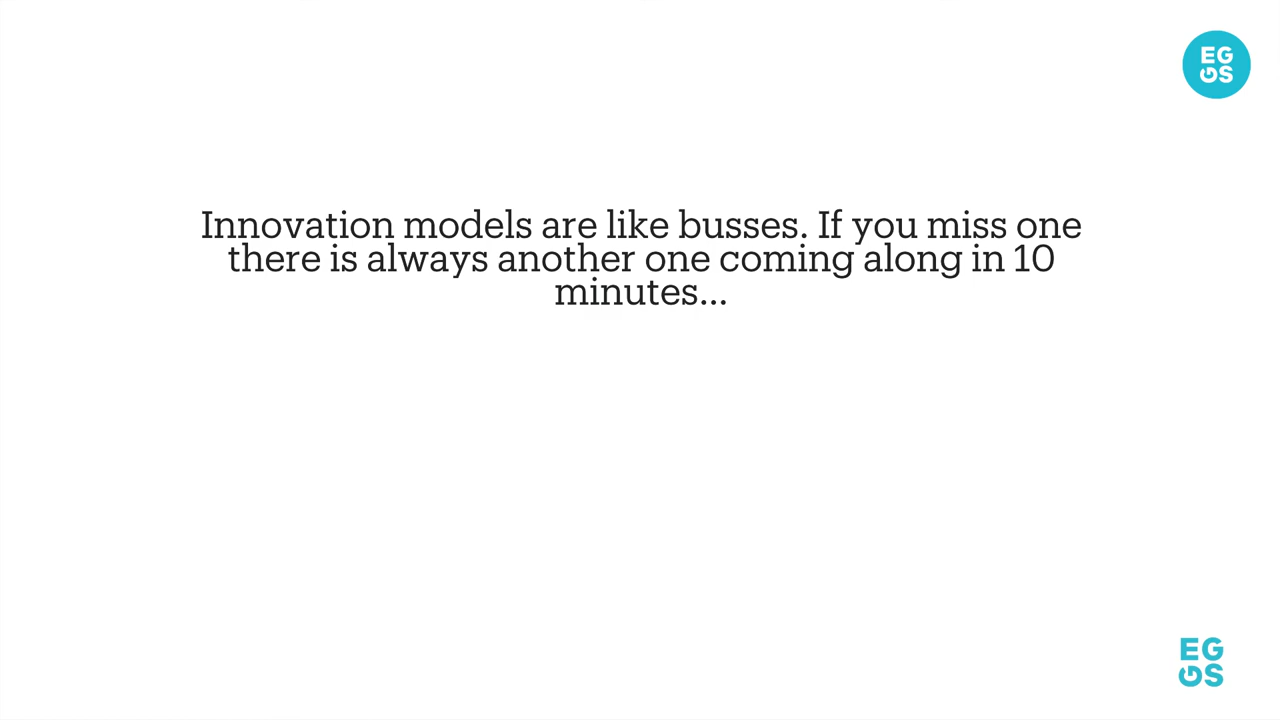 EG
GS
Innovation models are like busses. If you miss one
there is always another one coming along in 10
minutes...
EG
GS